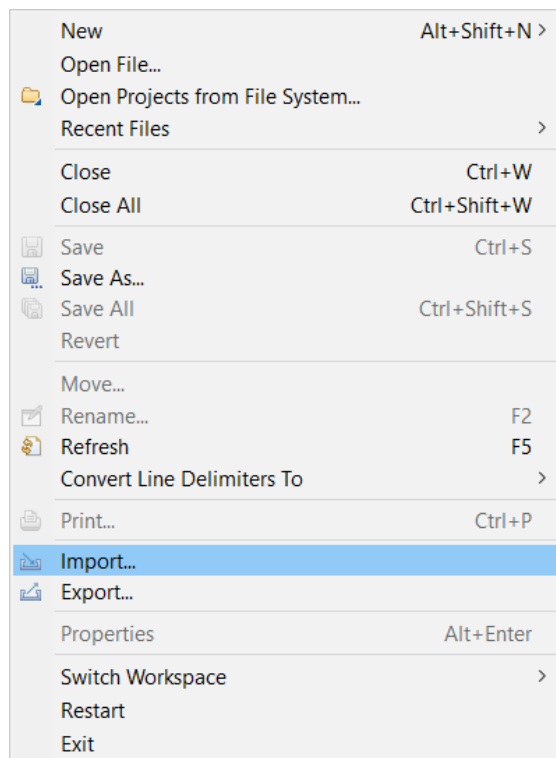 New Alt+Shift+N >
Open File...
Open Projects from File System...
Recent Files >
Close Ctrl+W
Close All Ctrl+Shift+W
Save Ctrl+S
Save As...
Save All Ctrl+Shift+S
Revert
Move...
Rename... F2
Refresh F5
Convert Line Delimiters To >
Print... Ctrl+P
Import...
Export...
Properties Alt+Enter
Switch Workspace >
Restart
Exit